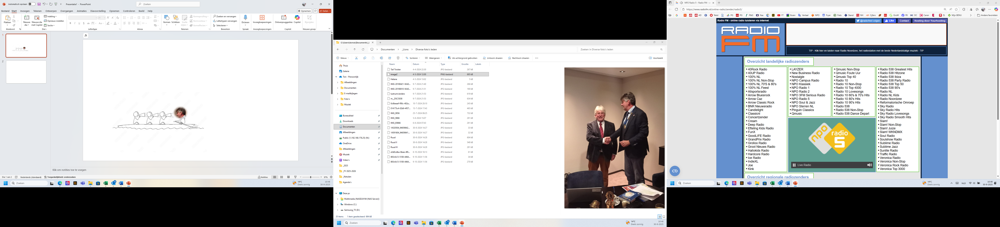 Automatisch opslaan
Presentatie1 - PowerPoint
Zoeken
Bestand Start Invoegen Tekenen Ontwerpen Overgangen Animaties Diavoorstelling Opnemen Controleren Beeld Help
Opnemen
Delen
Plakken
Nieuwe dia
Nieuwe dia met Copilot
Indeling
Opnieuw instellen
Sectie
Vormen
Schikken
Snelle stijlen
Vormopvulling
Vormcontour
Vormeffecten
Zoeken en vervangen
Lettertypen vervangen
Selecteren
Dicteren
Invoegtoepassingen
Ontwerpsuggesties
Copilot
Bijsnijden
Klembord
Dia's
Lettertype
Alinea
Tekenen
Bewerken
Spraak
Invoegtoepassingen
Copilot
Nieuwe groep
1
2
Klik om notities toe te voegen
Dia 1 van 2
Nederlands (standaard)
Toegankelijkheid: onderzoeken
Notities
97%
Zoeken
14°C
Deels zonnig
10:48
30-9-2025
C:\Users\tonva\Documents\_L
Documenten > _Lions > Diverse foto's leden
Zoeken in Diverse foto's leden
Nieuw
Sorteren
Weergeven
Als achtergrond gebruiken
Linksom draaien
Rechtsom draaien
Voorbeeld
Thuis
Galerie
Ton - Persoonlijk
Afbeeldingen
Documenten
E-mailbijlagen
Foto's
Muziek
Bureaublad
Downloads
Documenten
Afbeeldingen
Public (\\192.168.178.25) (N:)
OneDrive
Afbeeldingen
Muziek
Video's
_2025
_FY 2025-2026
_Notulen
Agenda's
Deze pc
Multimedia (NASD24194 (NAS Server))
Windows (C:)
Samsung_T5 (D:)
Naam Datum Type Grootte Labels
Tail Twister 4-4-2024 22:30 JPG-bestand 267 kB
image2 4-5-2024 12:00 PNG-bestand 695 kB
Helene 4-5-2024 13:02 JPG-bestand 5 kB
IMG-20180421-WA0... 9-7-2024 21:40 JPG-bestand 266 kB
IMG-20190810-WA0... 9-7-2024 21:51 JPG-bestand 190 kB
lustrumvierders 9-7-2024 21:53 JPG-bestand 619 kB
m__DSC5038 9-7-2024 21:53 JPG-bestand 634 kB
0c6beaaf-f90c-402a... 10-7-2024 20:10 JPG-bestand 245 kB
014175c4-02b9-4f57... 15-7-2024 17:43 JPG-bestand 465 kB
IMG_9956 25-7-2024 08:25 JPG-bestand 732 kB
IMG_9866 5-8-2024 15:07 JPG-bestand 281 kB
IMG_E9866 6-8-2024 07:43 JPG-bestand 281 kB
14520504_94659642... 30-8-2024 14:27 JPG-bestand 33 kB
14591604_94659641... 30-8-2024 14:27 JPG-bestand 32 kB
Ruud 30-8-2024 14:28 JPG-bestand 604 kB
Ruud II 30-8-2024 14:28 JPG-bestand 548 kB
Ruud III 30-8-2024 14:28 JPG-bestand 281 kB
a5d0cdba-6bae-4f6... 8-10-2024 18:13 JPG-bestand 61 kB
865cfa13-5108-4464... 9-10-2024 11:56 JPG-bestand 34 kB
865cfa13-5108-4464... 9-10-2024 11:56 JPG-bestand 270 kB
20 items 1 item geselecteerd 694 kB
Zoeken
14°C
Deels zonnig
10:48
30-9-2025
NPO Radio 5 - Radio FM -
https://www.radiofm.nl/online-radio/zender/radio5/
AD Tekst PG P&G Nas YT Buien Vertaal NPO Fryer Fiets Stand NH Cijfers GroW FB DC Caren ZL Mijn BENU
Andere favorieten
Radio FM - online radio luisteren via internet
@radiofmnl volgen
Like
Contact
Hosting door Yourhosting
RADIO
FM
TIP - Klik hier en luister naar Radio Noordzee, het radiostation met de beste Nederlandstalige muziek - TIP
Overzicht landelijke radiozenders
40Rock Radio
40UP Radio
100% NL
100% NL Non-Stop
100% NL 70'S & 80's
100% NL Feest
Allsportsradio
Arrow Bluesrock
Arrow Caz
Arrow Classic Rock
BNR Nieuwsradio
Candlelight
Classicnl
Concertzender
Cream
Deep Radio
Efteling Kids Radio
FunX
GoodLIFE Radio
GrandPrix Radio
Grolloo Radio
Groot Nieuws Radio
Hallokids Radio
Hardcore Radio
Ice Radio
IndieXL
Joe
Kink
LAYZER
New Business Radio
Nostalgie
NPO Campus Radio
NPO Klassiek
NPO Radio 1
NPO Radio 2
NPO 3FM Serious Radio
NPO Radio 5
NPO Soul & Jazz
NPO Sterren NL
Pinguin Classics
Qmusic
Qmusic Non-Stop
Qmusic Foute Uur
Qmusic Top 40
Radio 10
Radio 10 Non-Stop
Radio 10 Top 4000
Radio 10 Lovesongs
Radio 10 60's & 70's Hits
Radio 10 80's Hits
Radio 10 90's Hits
Radio 538
Radio 538 Non-Stop
Radio 538 Dance Depart
Radio 538 Greatest Hits
Radio 538 Hitzone
Radio 538 Ibiza
Radio 538 Party Radio
Radio 538 Top 50
Radio 538 90's
Radio NL
Radio NL Kids
Radio Noordzee
Reformatorische Omroep
Sky Radio
Sky Radio Hits
Sky Radio Lovesongs
Sky Radio Smooth Hits
Slam!
Slam! Non-Stop
Slam! Juize
Slam! WKNDMX
Soul Radio
Soulshow Radio
Sublime Radio
Sublime Jazz
Sunlite Radio
Traffic Radio
Veronica Radio
Veronica Non-Stop
Veronica Rock Radio
Veronica Top 3000
npo
radio
5
Live Radio
Overzicht regionale radiozenders
Zoeken
14°C
Deels zonnig
NLD
10:48
30-9-2025